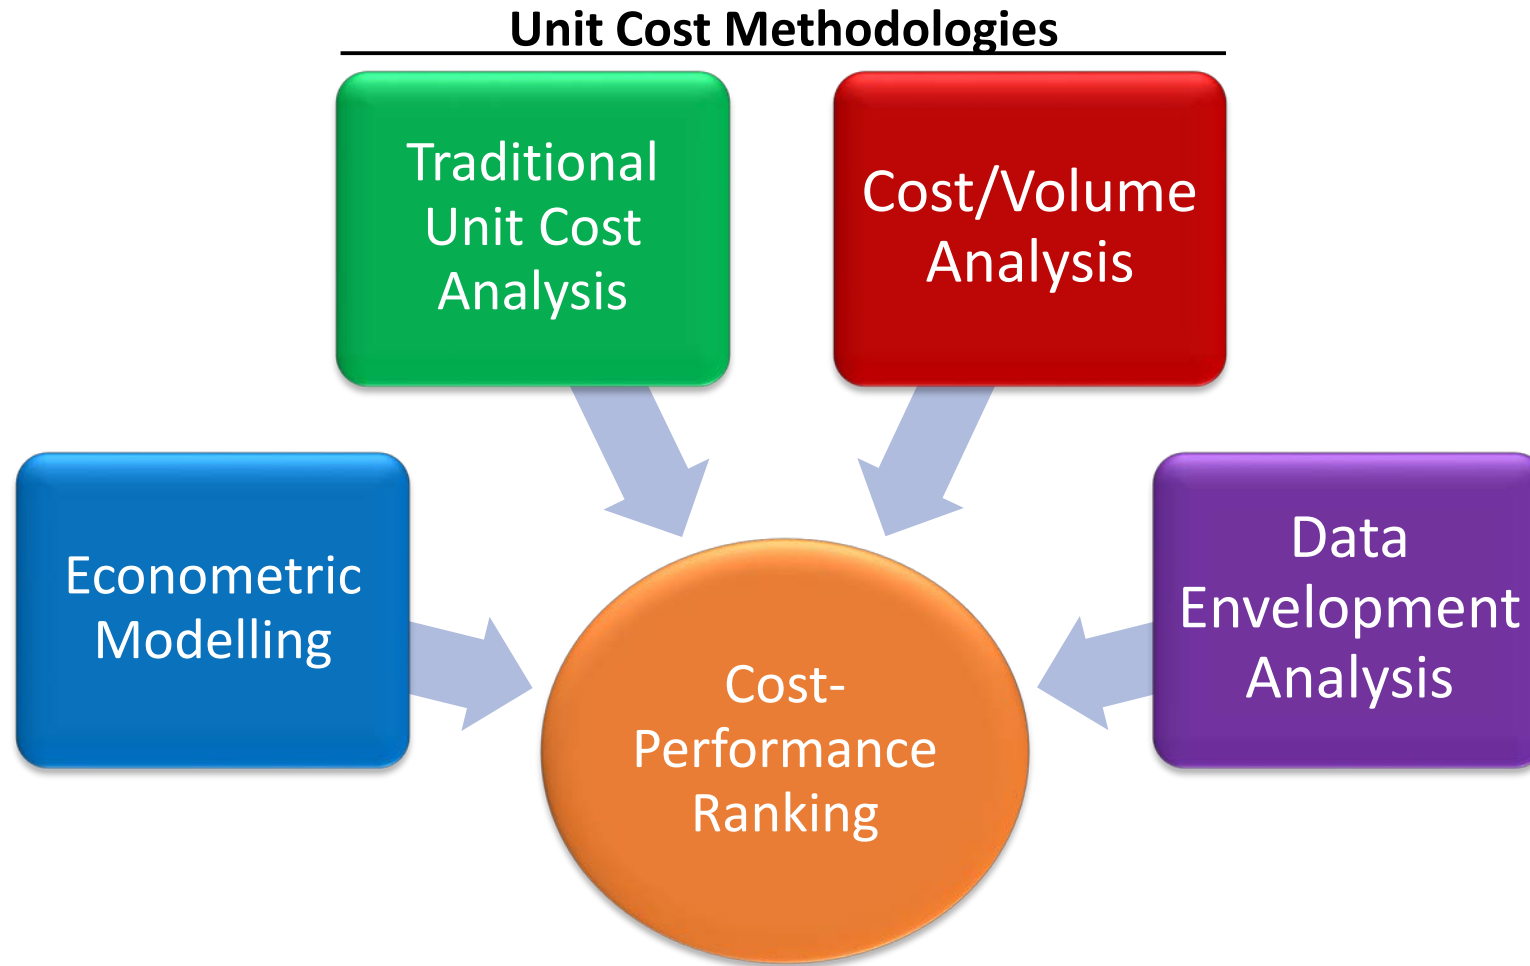 Unit Cost Methodologies
Traditional
Unit Cost
Analysis
Cost/Volume
Analysis
Econometric
Modelling
Data
Envelopment
Analysis
Cost-
Performance
Ranking